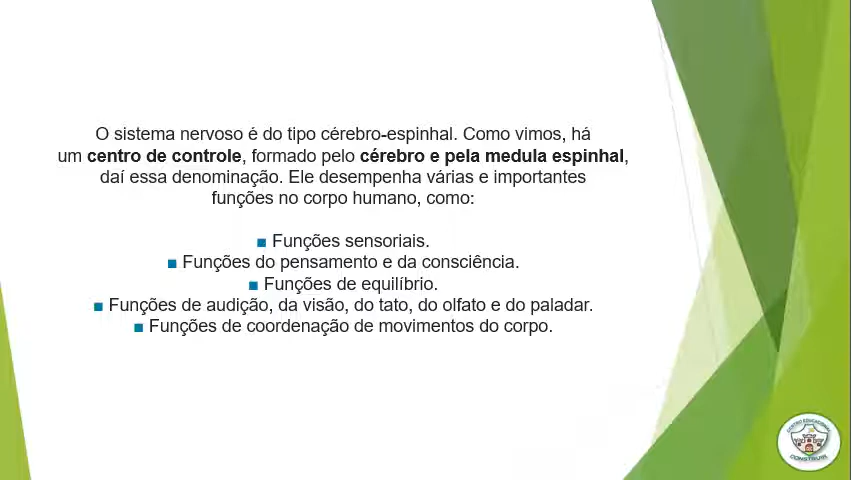 O sistema nervoso é do tipo cérebro-espinhal. Como vimos, há
um centro de controle, formado pelo cérebro e pela medula espinhal,
daí essa denominação. Ele desempenha várias e importantes
funções no corpo humano, como:
■ Funções sensoriais.
■ Funções do pensamento e da consciência.
■ Funções de equilíbrio.
■ Funções de audição, da visão, do tato, do olfato e do paladar.
■ Funções de coordenação de movimentos do corpo.
CENTRO EDUCACIONAL
CONSTRUIR